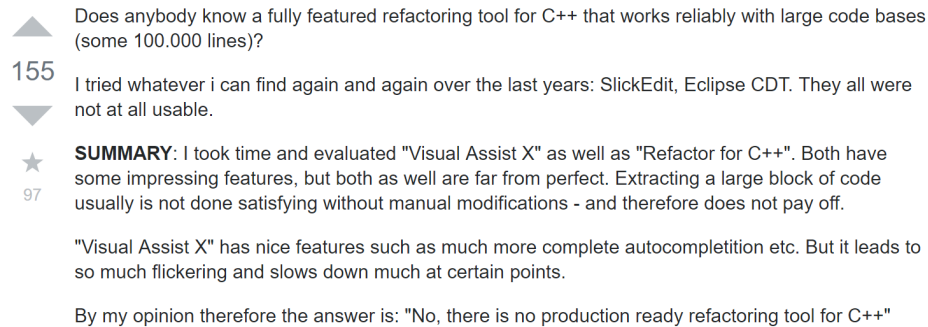 Does anybody know a fully featured refactoring tool for C++ that works reliably with large code bases
(some 100.000 lines)?
155
I tried whatever i can find again and again over the last years: SlickEdit, Eclipse CDT. They all were
not at all usable.
SUMMARY: I took time and evaluated "Visual Assist X" as well as "Refactor for C++". Both have
some impressing features, but both as well are far from perfect. Extracting a large block of code
97
usually is not done satisfying without manual modifications - and therefore does not pay off.
"Visual Assist X" has nice features such as much more complete autocompletition etc. But it leads to
so much flickering and slows down much at certain points.
By my opinion therefore the answer is: "No, there is no production ready refactoring tool for C++"